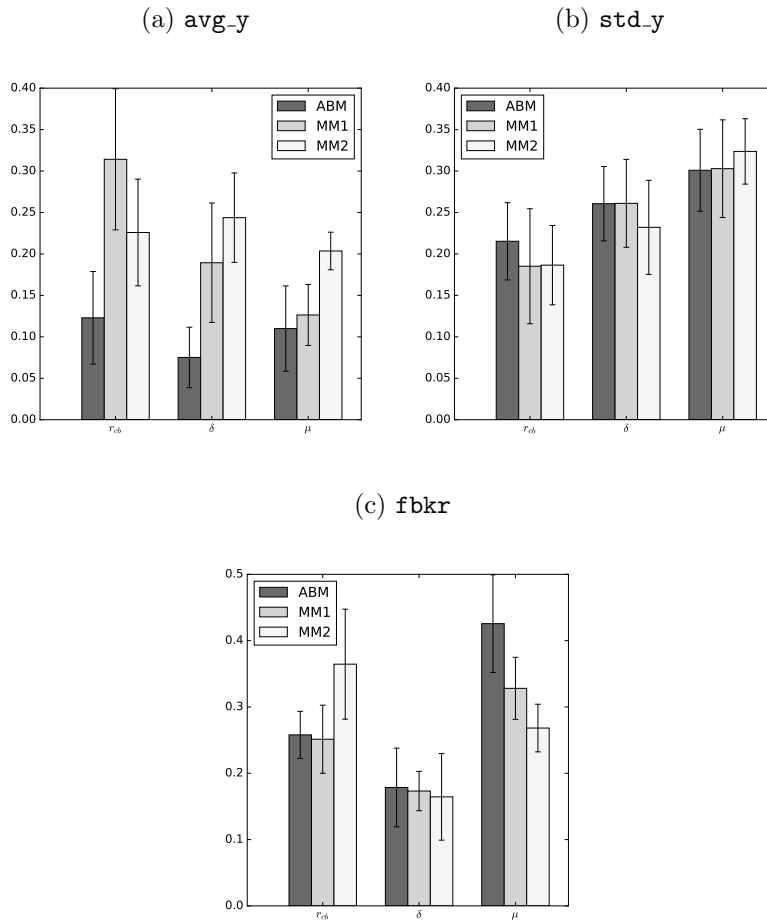 (a) avg_y
0.40
0.35
0.30
0.25
0.20
0.15
0.10
0.05
0.00
ABM
MM1
MM2
r_cb δ μ
(b) std_y
0.40
0.35
0.30
0.25
0.20
0.15
0.10
0.05
0.00
ABM
MM1
MM2
r_cb δ μ
(c) fbkr
0.5
0.4
0.3
0.2
0.1
0.0
ABM
MM1
MM2
r_cb δ μ